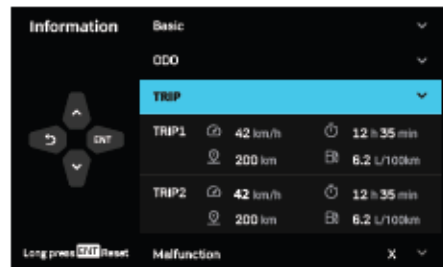 Information
Basic
ODO
TRIP
ENT
TRIP1 42 km/h 12 h 35 min
200 km 6.2 L/100km
TRIP2 42 km/h 12 h 35 min
200 km 6.2 L/100km
Long press ENT Reset
Malfunction X